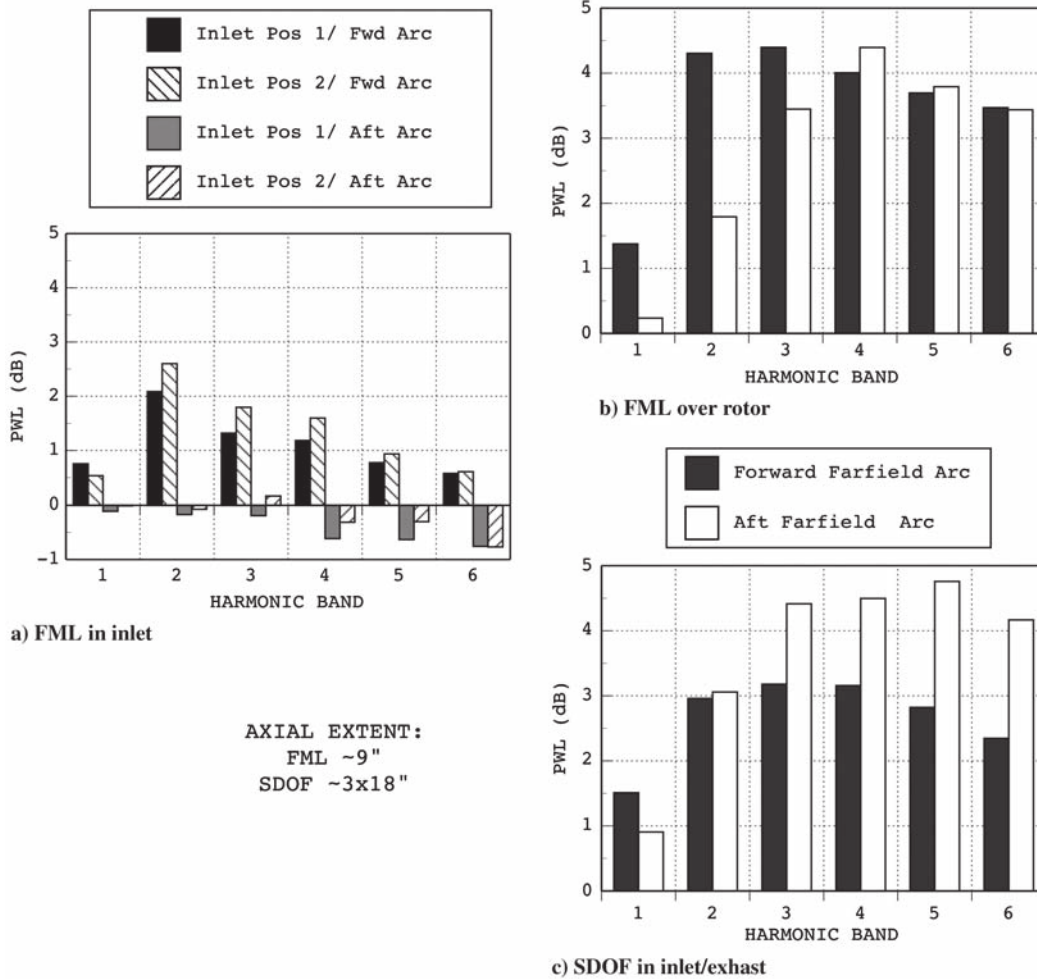 Inlet Pos 1/ Fwd Arc
Inlet Pos 2/ Fwd Arc
Inlet Pos 1/ Aft Arc
Inlet Pos 2/ Aft Arc
5
4
3
2
1
0
-1
PWL (dB)
1 2 3 4 5 6
HARMONIC BAND
a) FML in inlet
AXIAL EXTENT:
FML ~9"
SDOF ~3x18"
5
4
3
2
1
0
PWL (dB)
1 2 3 4 5 6
HARMONIC BAND
b) FML over rotor
Forward Farfield Arc
Aft Farfield Arc
5
4
3
2
1
0
PWL (dB)
1 2 3 4 5 6
HARMONIC BAND
c) SDOF in inlet/exhast